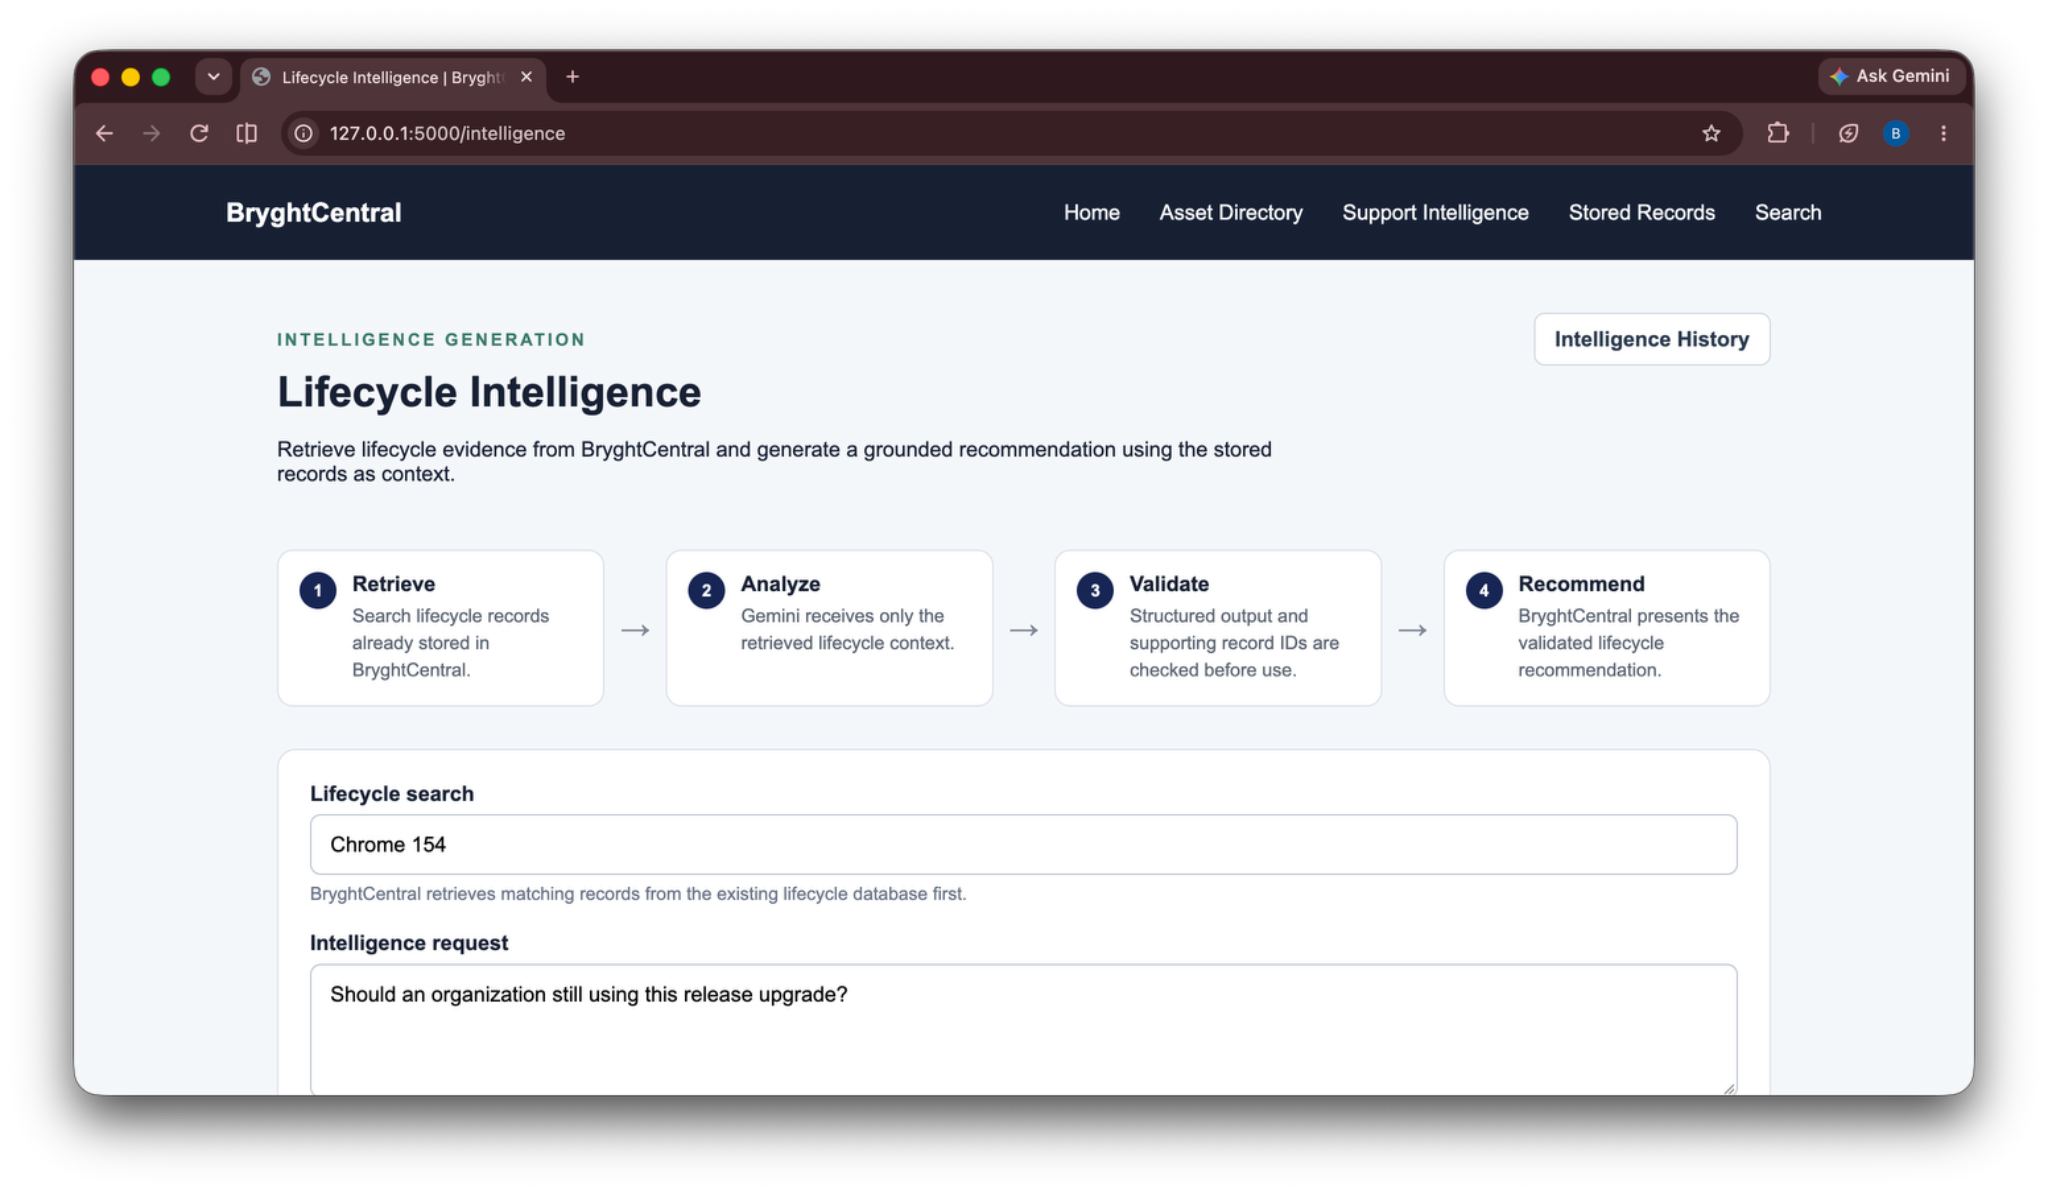 Lifecycle Intelligence | Bryght
Ask Gemini
127.0.0.1:5000/intelligence
B
BryghtCentral
Home
Asset Directory
Support Intelligence
Stored Records
Search
INTELLIGENCE GENERATION
Intelligence History
Lifecycle Intelligence
Retrieve lifecycle evidence from BryghtCentral and generate a grounded recommendation using the stored
records as context.
1
Retrieve
Search lifecycle records
already stored in
BryghtCentral.
2
Analyze
Gemini receives only the
retrieved lifecycle context.
3
Validate
Structured output and
supporting record IDs are
checked before use.
4
Recommend
BryghtCentral presents the
validated lifecycle
recommendation.
Lifecycle search
Chrome 154
BryghtCentral retrieves matching records from the existing lifecycle database first.
Intelligence request
Should an organization still using this release upgrade?